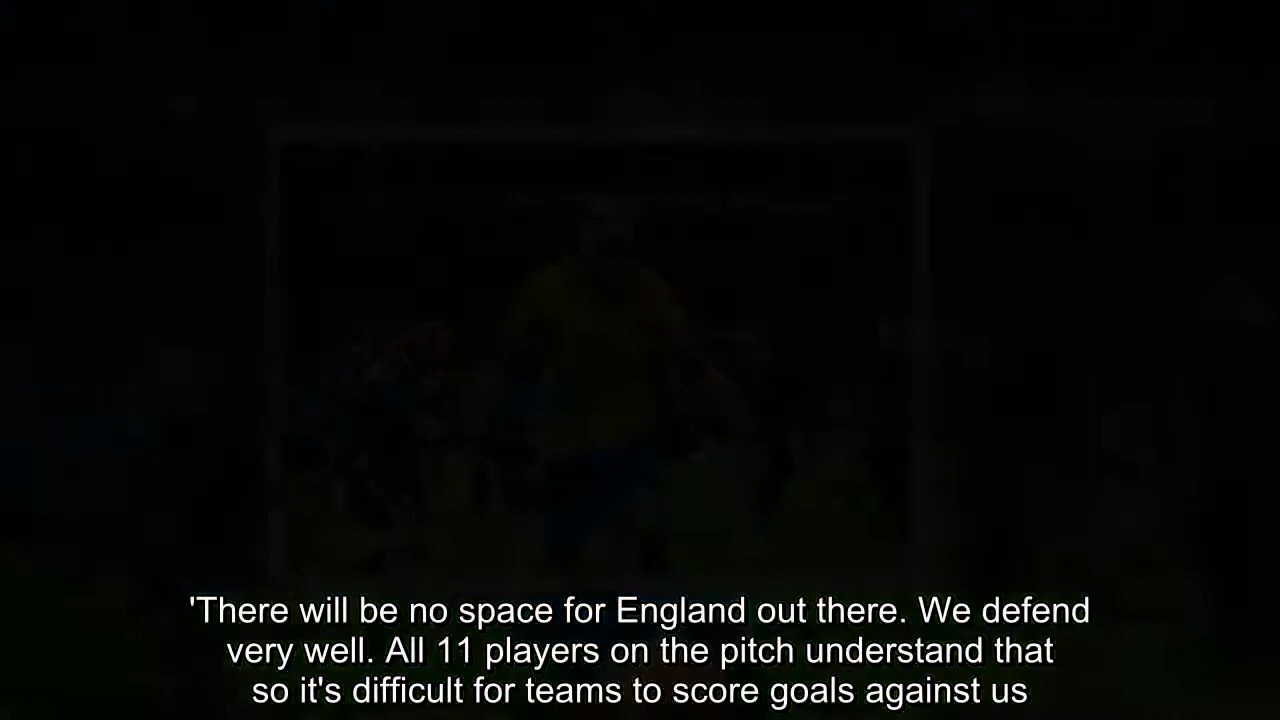 'There will be no space for England out there. We defend
very well. All 11 players on the pitch understand that
so it's difficult for teams to score goals against us